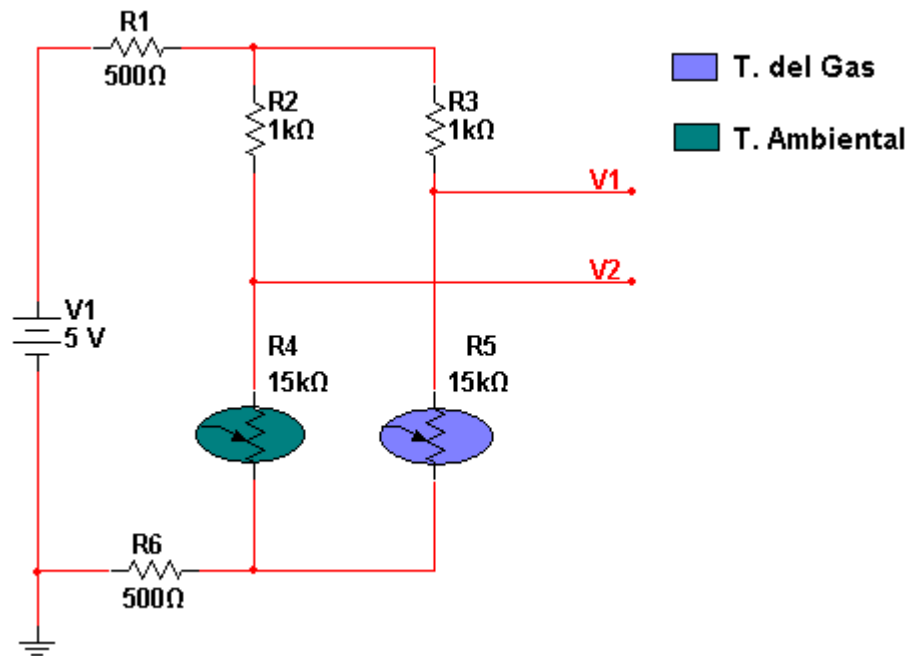 R1
500Ω
R2
1kΩ
R3
1kΩ
T. del Gas
T. Ambiental
V1
V2
V1
5 V
R4
15kΩ
R5
15kΩ
R6
500Ω